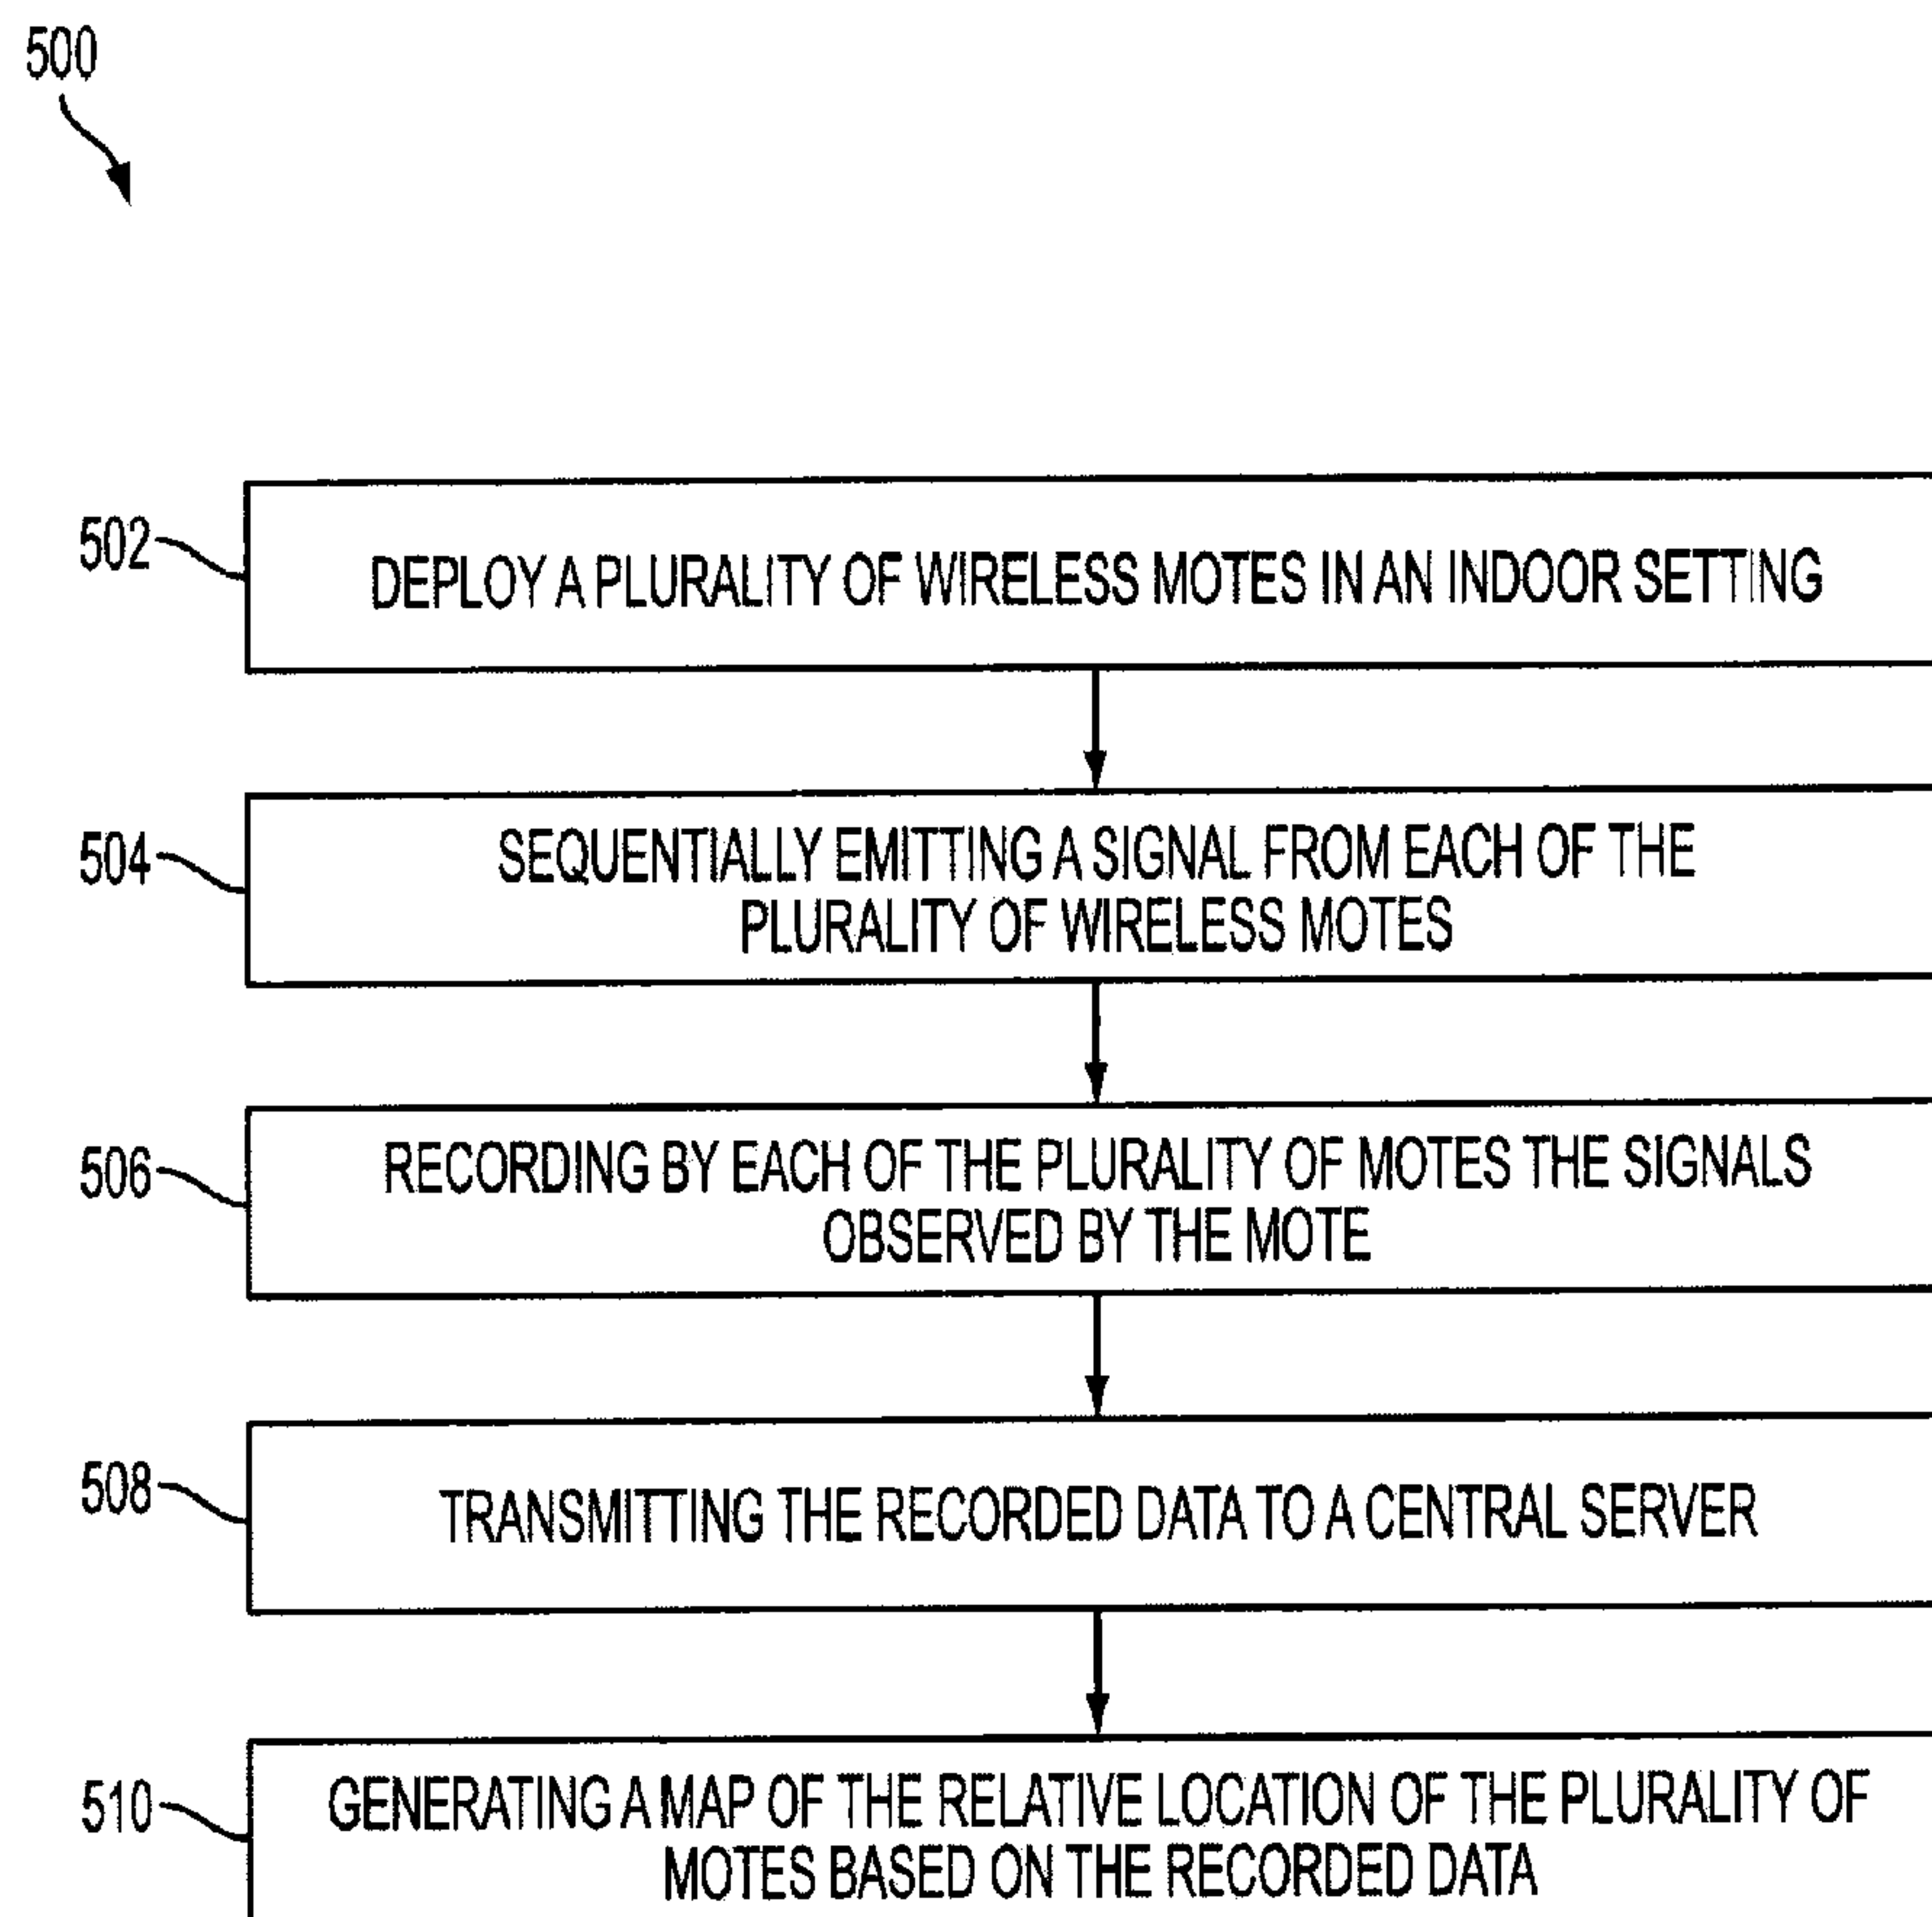 500
502
DEPLOY A PLURALITY OF WIRELESS MOTES IN AN INDOOR SETTING
504
SEQUENTIALLY EMITTING A SIGNAL FROM EACH OF THE
PLURALITY OF WIRELESS MOTES
506
RECORDING BY EACH OF THE PLURALITY OF MOTES THE SIGNALS
OBSERVED BY THE MOTE
508
TRANSMITTING THE RECORDED DATA TO A CENTRAL SERVER
510
GENERATING A MAP OF THE RELATIVE LOCATION OF THE PLURALITY OF
MOTES BASED ON THE RECORDED DATA